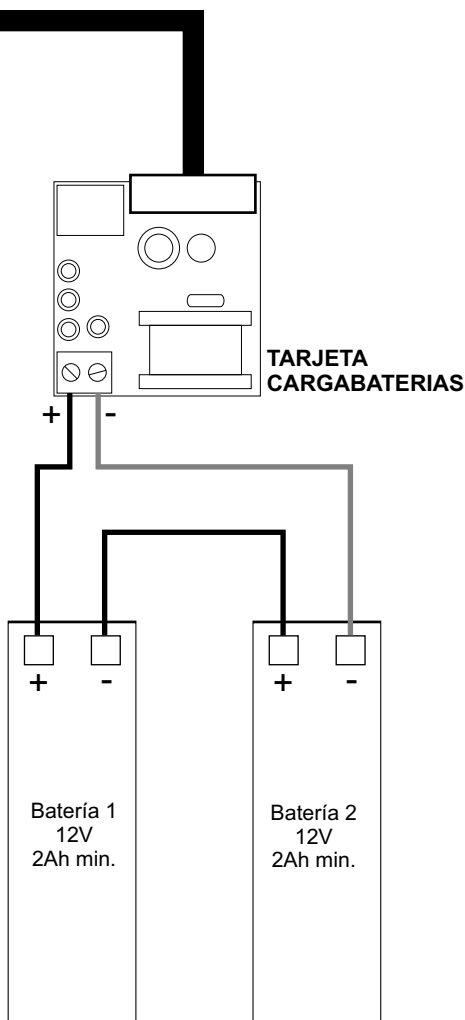 TARJETA
CARGABATERIAS
+ -
+ - + -
Batería 1
12V
2Ah min.
Batería 2
12V
2Ah min.